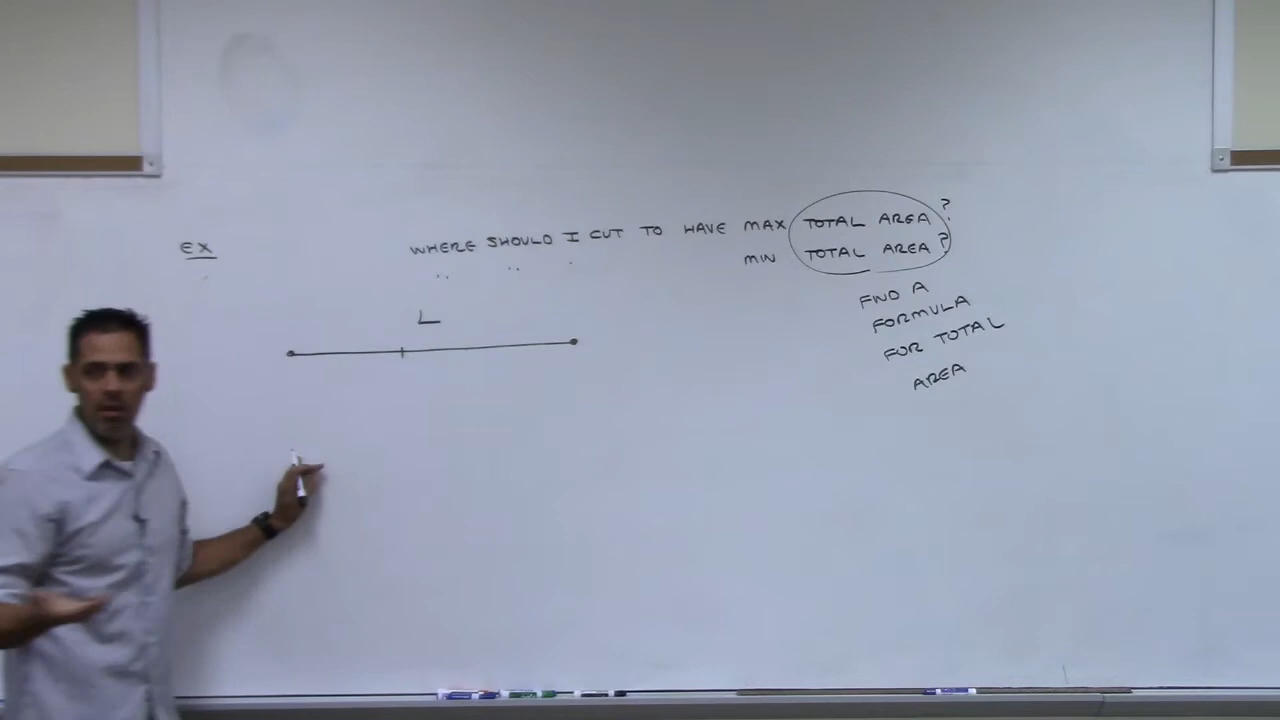 EX
WHERE SHOULD I CUT TO HAVE MAX TOTAL AREA?
MIN TOTAL AREA?
FIND A
FORMULA
FOR TOTAL
AREA
L